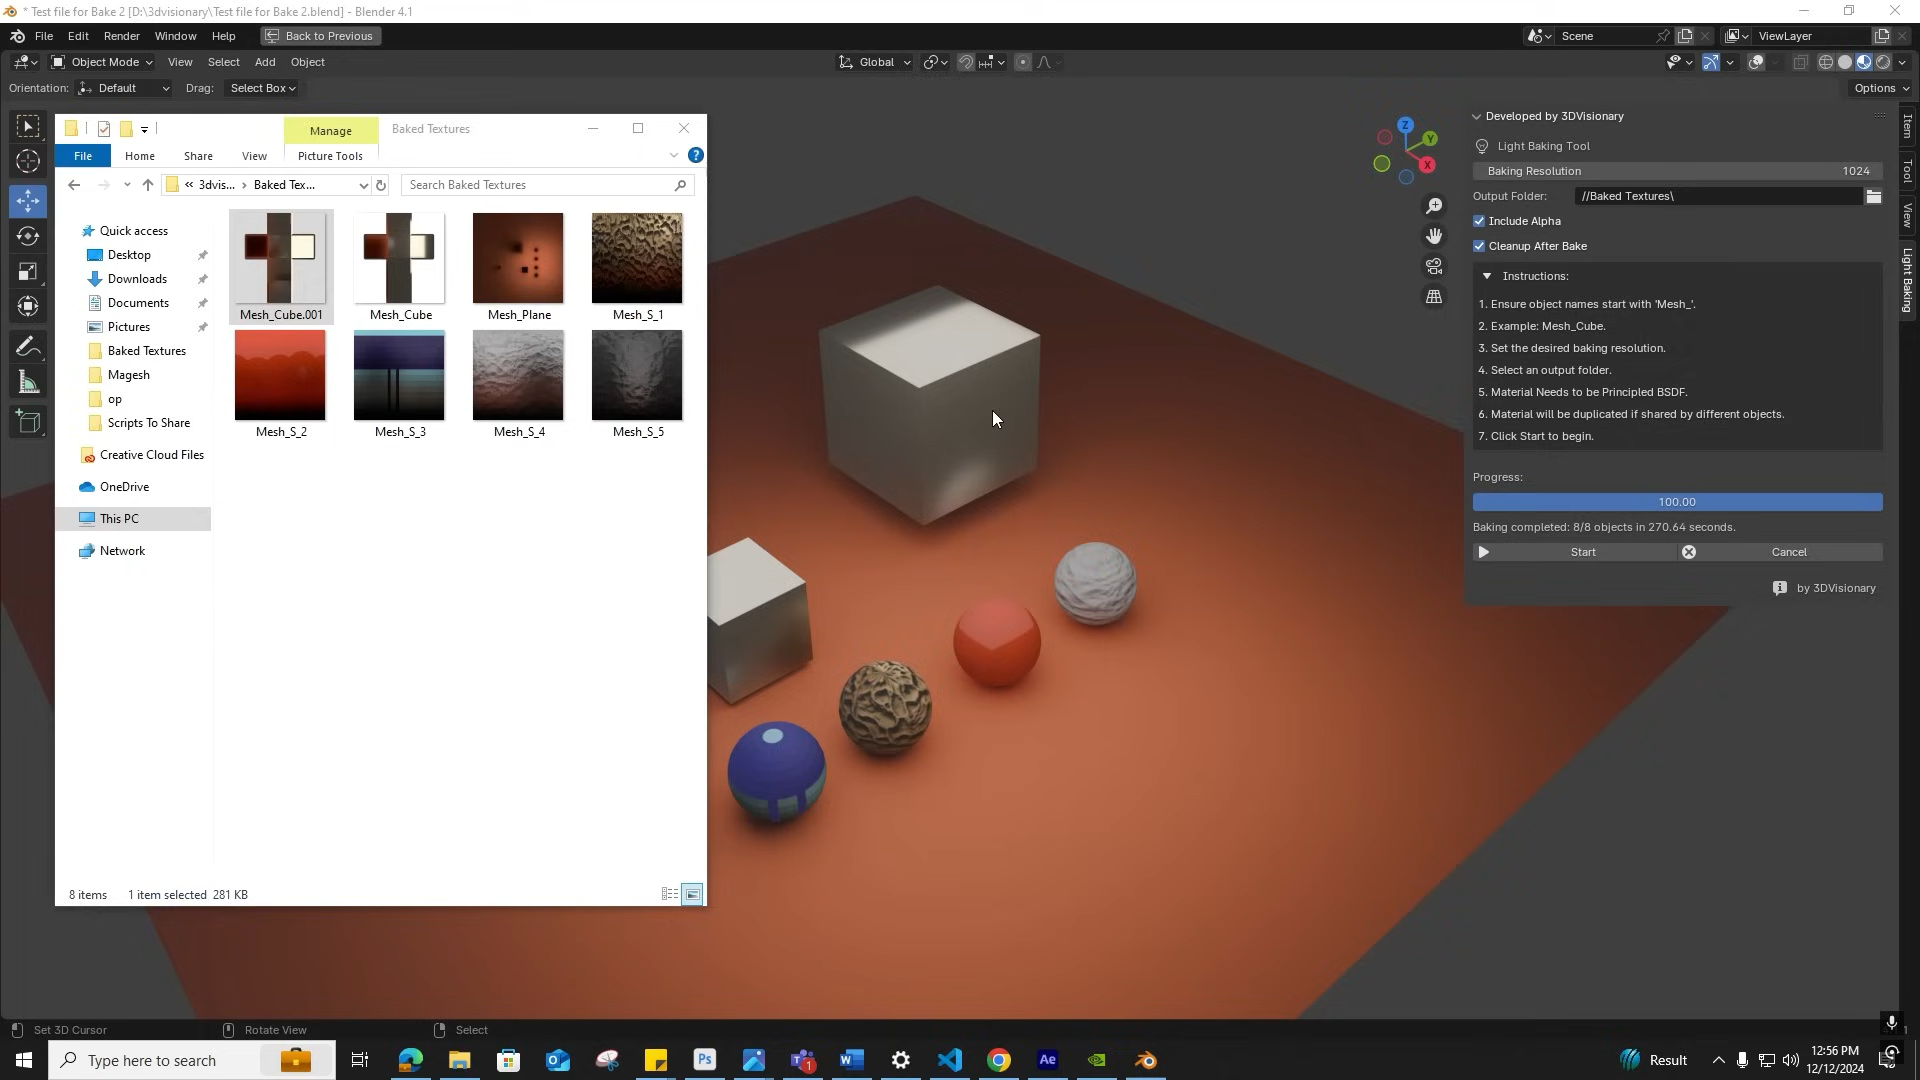 * Test file for Bake 2 [D:\3dvisionary\Test file for Bake 2.blend] - Blender 4.1
File Edit Render Window Help Back to Previous Scene ViewLayer
Object Mode View Select Add Object Global
Orientation: Default Drag: Select Box Options
Manage Baked Textures
File Home Share View Picture Tools
« 3dvis... › Baked Tex... Search Baked Textures
Quick access
Desktop
Downloads
Documents
Pictures
Baked Textures
Magesh
op
Scripts To Share
Creative Cloud Files
OneDrive
This PC
Network
Mesh_Cube.001 Mesh_Cube Mesh_Plane Mesh_S_1
Mesh_S_2 Mesh_S_3 Mesh_S_4 Mesh_S_5
8 items 1 item selected 281 KB
Z
Y
X
Developed by 3DVisionary
Light Baking Tool
Baking Resolution 1024
Output Folder: //Baked Textures\
Include Alpha
Cleanup After Bake
Instructions:
1. Ensure object names start with 'Mesh_'.
2. Example: Mesh_Cube.
3. Set the desired baking resolution.
4. Select an output folder.
5. Material Needs to be Principled BSDF.
6. Material will be duplicated if shared by different objects.
7. Click Start to begin.
Progress:
100.00
Baking completed: 8/8 objects in 270.64 seconds.
Start Cancel
by 3DVisionary
Item
Tool
View
Light Baking
Set 3D Cursor Rotate View Select
Type here to search Ps 1 Ae Result 12:56 PM
12/12/2024